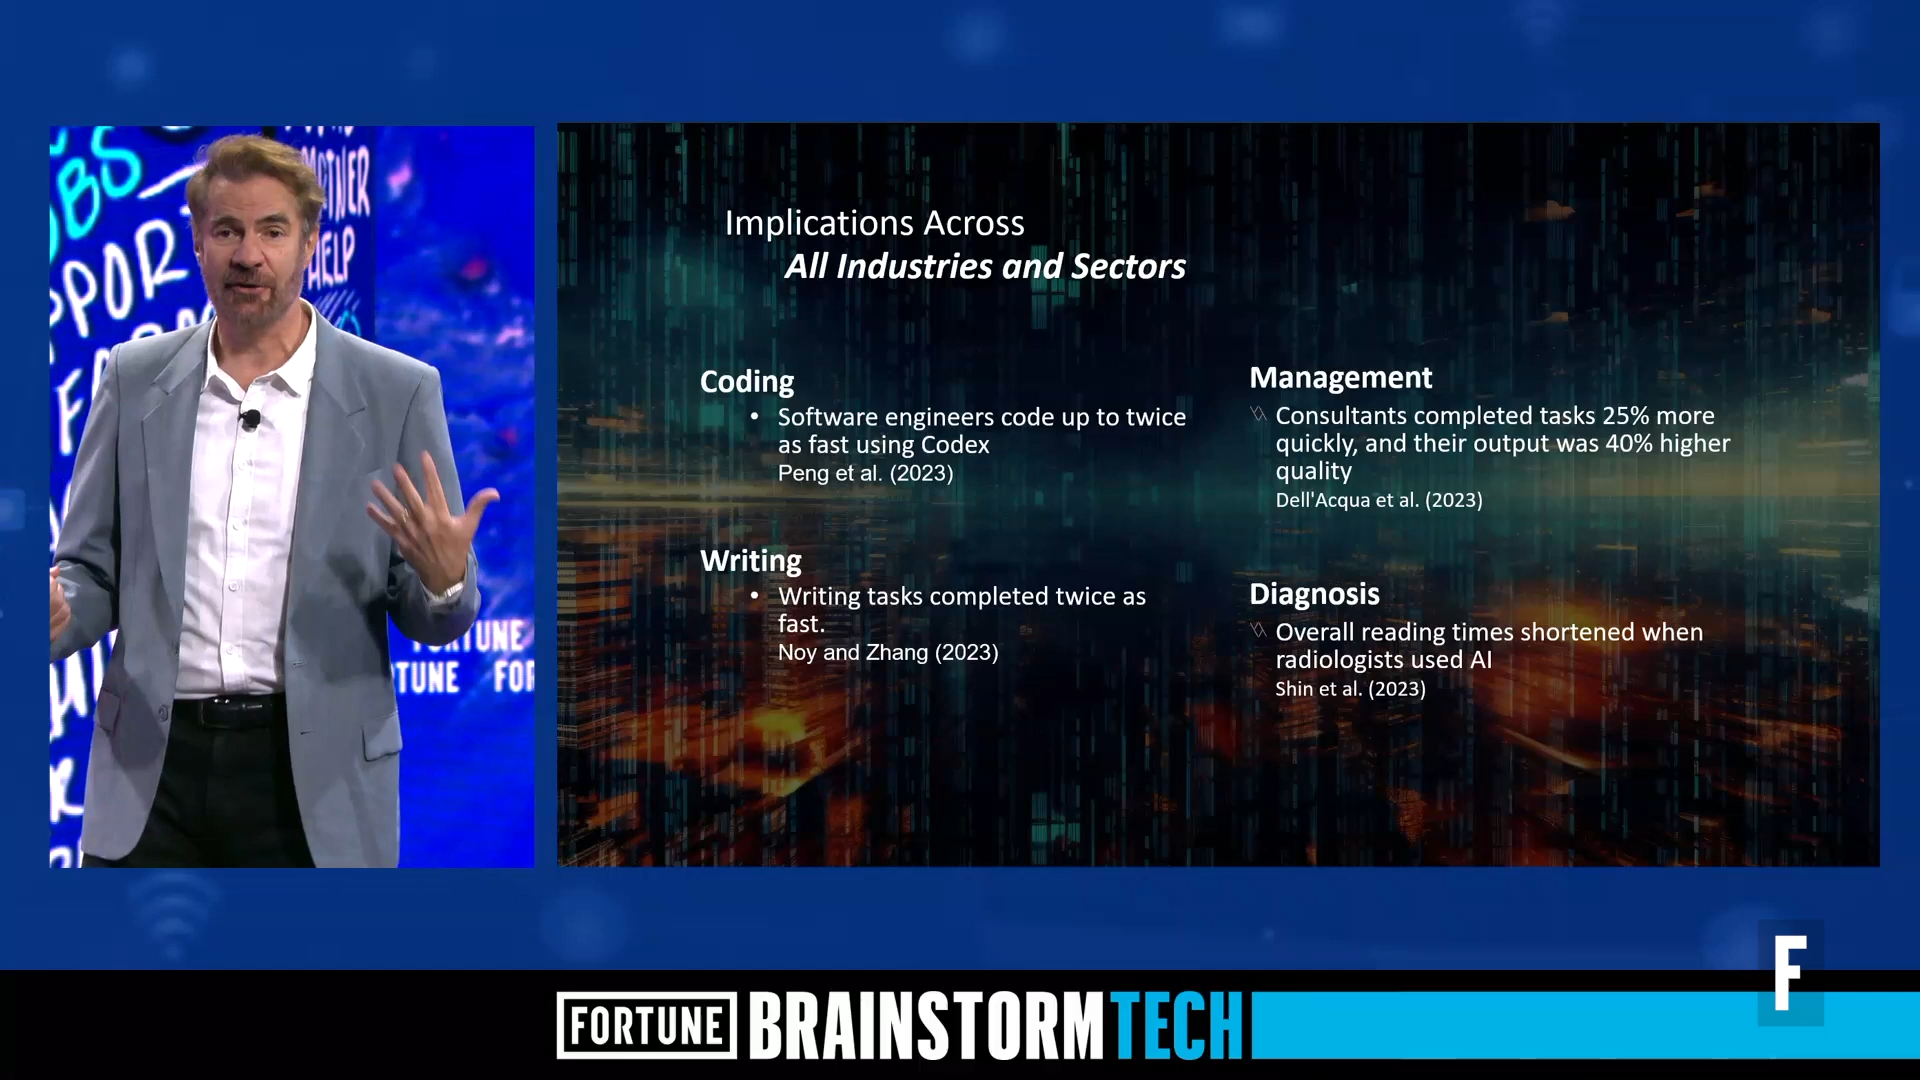 Implications Across
All Industries and Sectors
Coding
• Software engineers code up to twice
as fast using Codex
Peng et al. (2023)
Writing
• Writing tasks completed twice as
fast.
Noy and Zhang (2023)
Management
Consultants completed tasks 25% more
quickly, and their output was 40% higher
quality
Dell'Acqua et al. (2023)
Diagnosis
Overall reading times shortened when
radiologists used AI
Shin et al. (2023)
HELP
FORTUNE
F
FORTUNE BRAINSTORM TECH